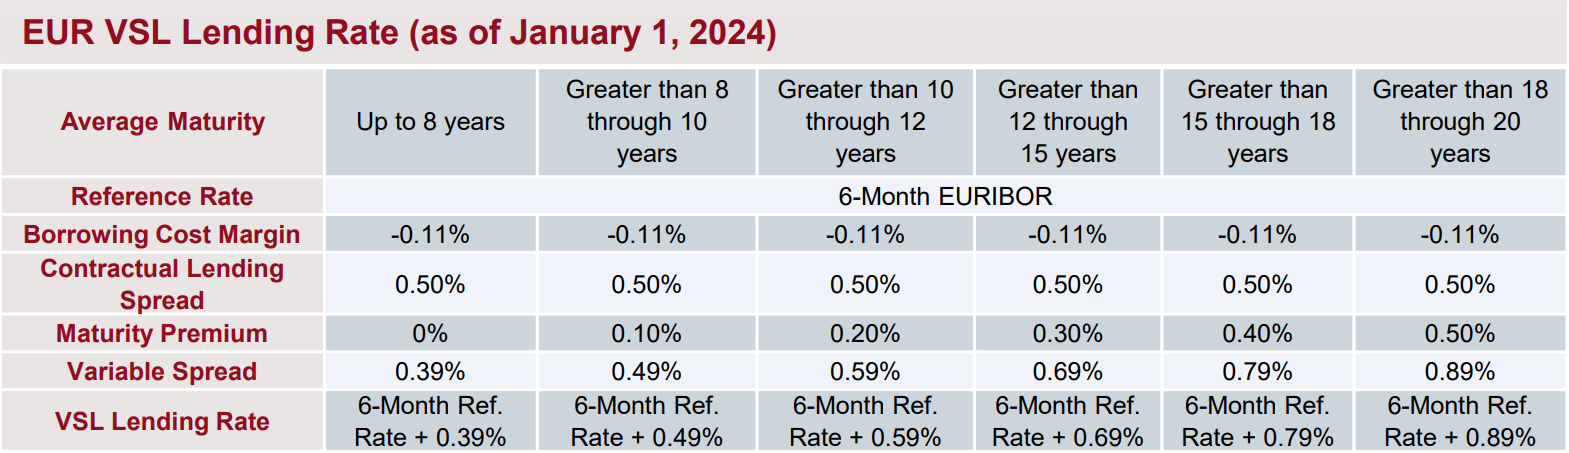 EUR VSL Lending Rate (as of January 1, 2024)
Average Maturity
Up to 8 years
Greater than 8
through 10
years
Greater than 10
through 12
years
Greater than
12 through
15 years
Greater than
15 through 18
years
Greater than 18
through 20
years
Reference Rate
6-Month EURIBOR
Borrowing Cost Margin
-0.11%
-0.11%
-0.11%
-0.11%
-0.11%
-0.11%
Contractual Lending
Spread
0.50%
0.50%
0.50%
0.50%
0.50%
0.50%
Maturity Premium
0%
0.10%
0.20%
0.30%
0.40%
0.50%
Variable Spread
0.39%
0.49%
0.59%
0.69%
0.79%
0.89%
VSL Lending Rate
6-Month Ref.
Rate + 0.39%
6-Month Ref.
Rate + 0.49%
6-Month Ref.
Rate + 0.59%
6-Month Ref.
Rate + 0.69%
6-Month Ref.
Rate + 0.79%
6-Month Ref.
Rate + 0.89%